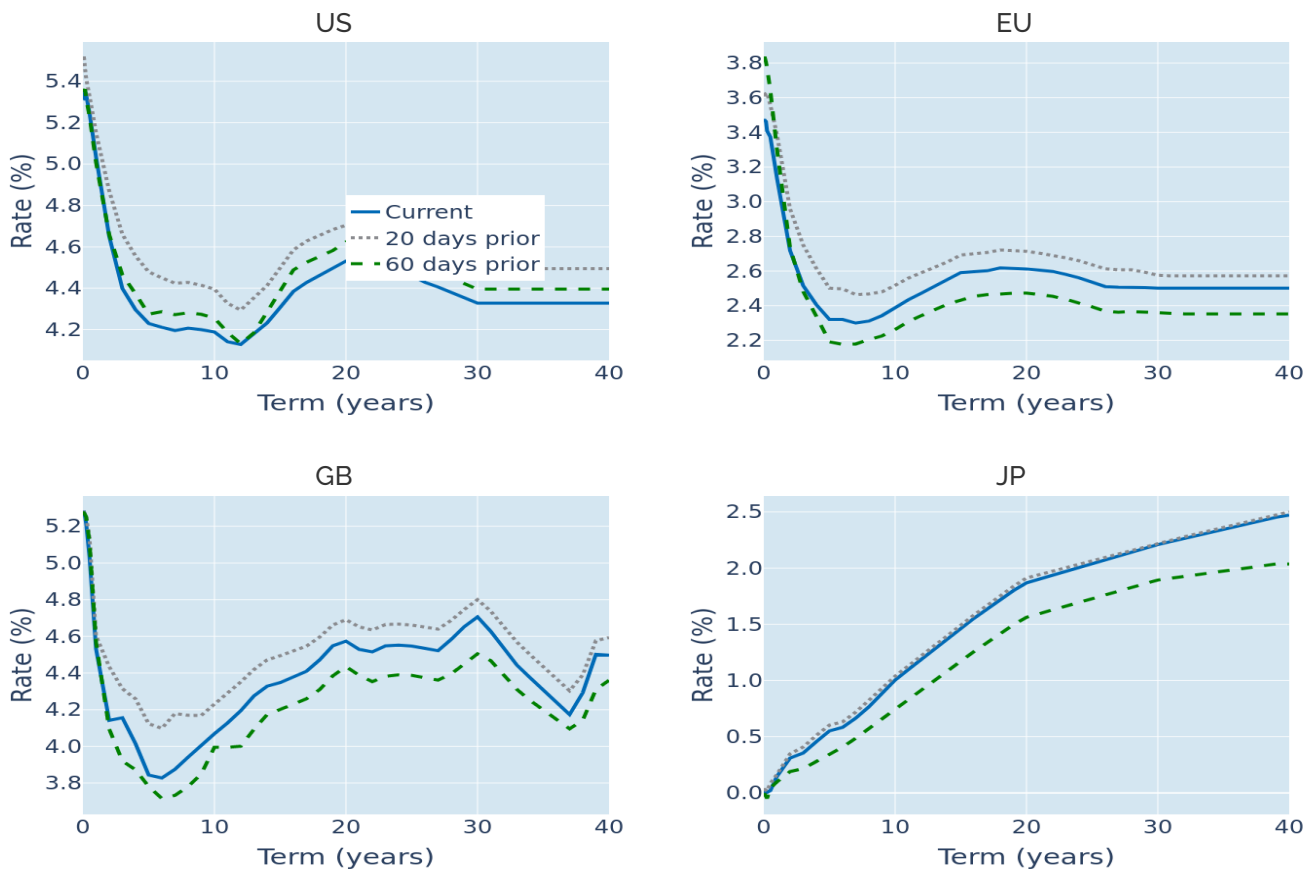 US
Rate (%)
5.4
5.2
5.0
4.8
4.6
4.4
4.2
0 10 20 30 40
Term (years)
Current
20 days prior
60 days prior
EU
Rate (%)
3.8
3.6
3.4
3.2
3.0
2.8
2.6
2.4
2.2
0 10 20 30 40
Term (years)
GB
Rate (%)
5.2
5.0
4.8
4.6
4.4
4.2
4.0
3.8
0 10 20 30 40
Term (years)
JP
Rate (%)
2.5
2.0
1.5
1.0
0.5
0.0
0 10 20 30 40
Term (years)